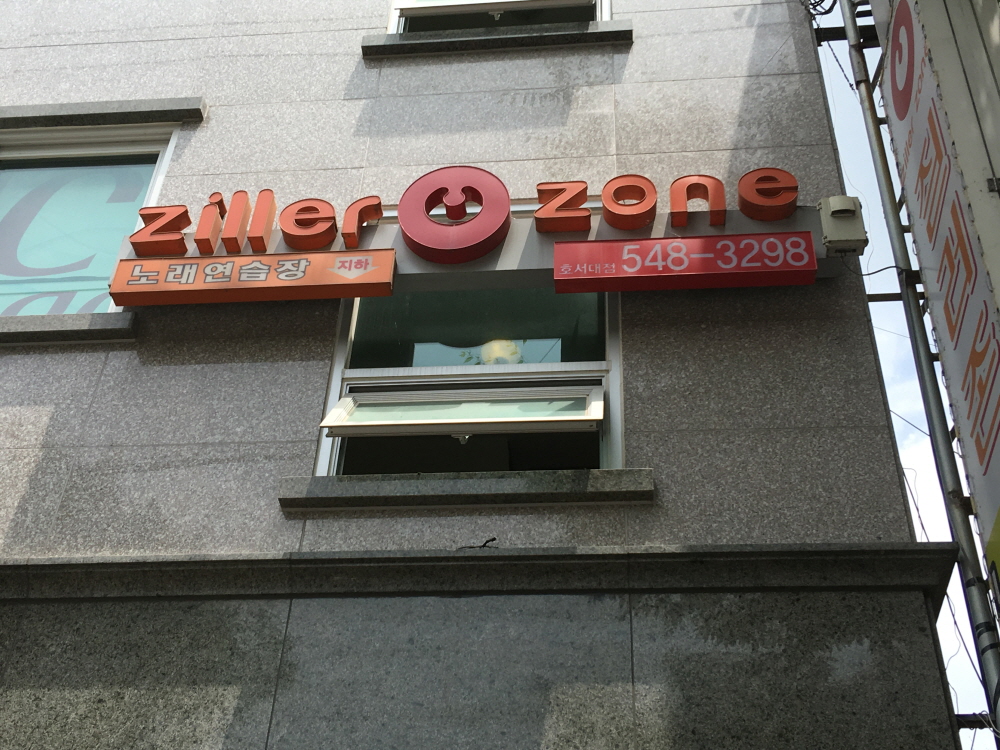 ziller zone
노래연습장 지하
호서대점 548-3298